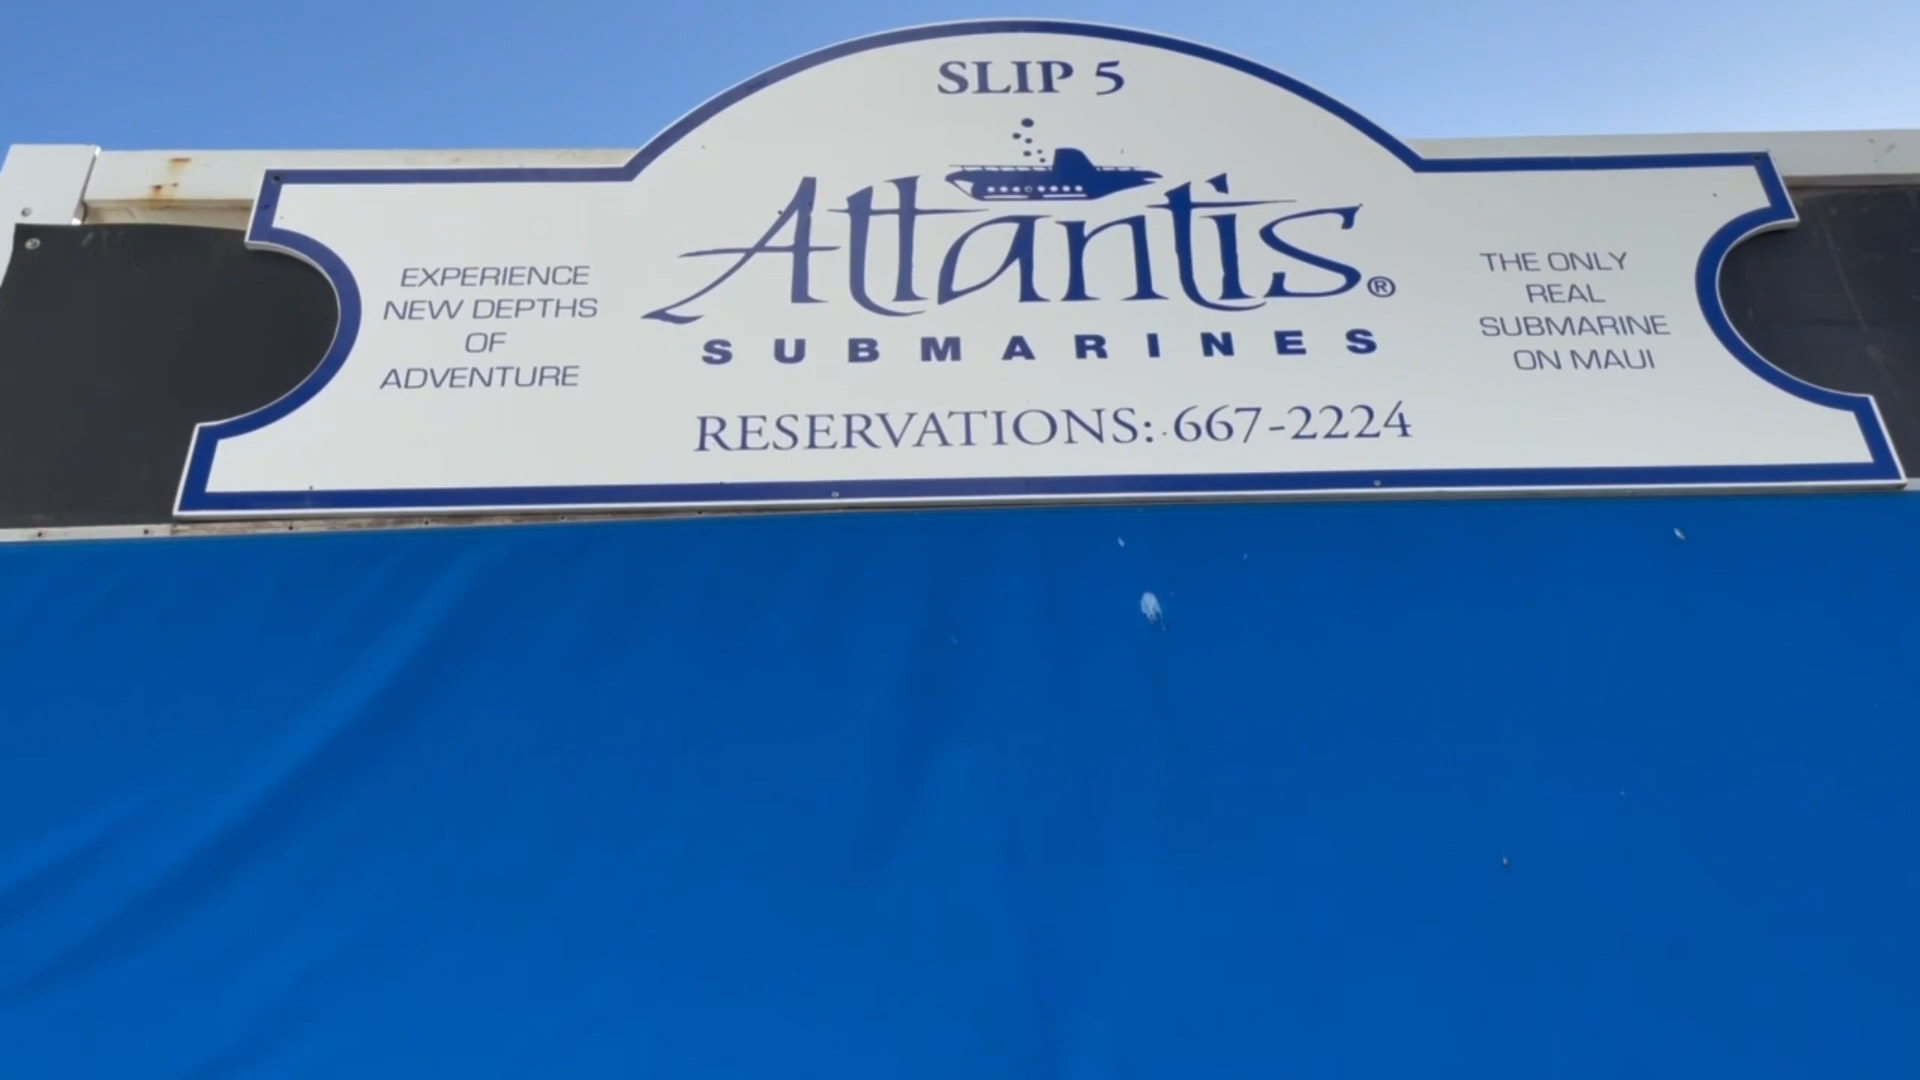 SLIP 5
Atlantis®
SUBMARINES
EXPERIENCE
NEW DEPTHS
OF
ADVENTURE
THE ONLY
REAL
SUBMARINE
ON MAUI
RESERVATIONS: 667-2224